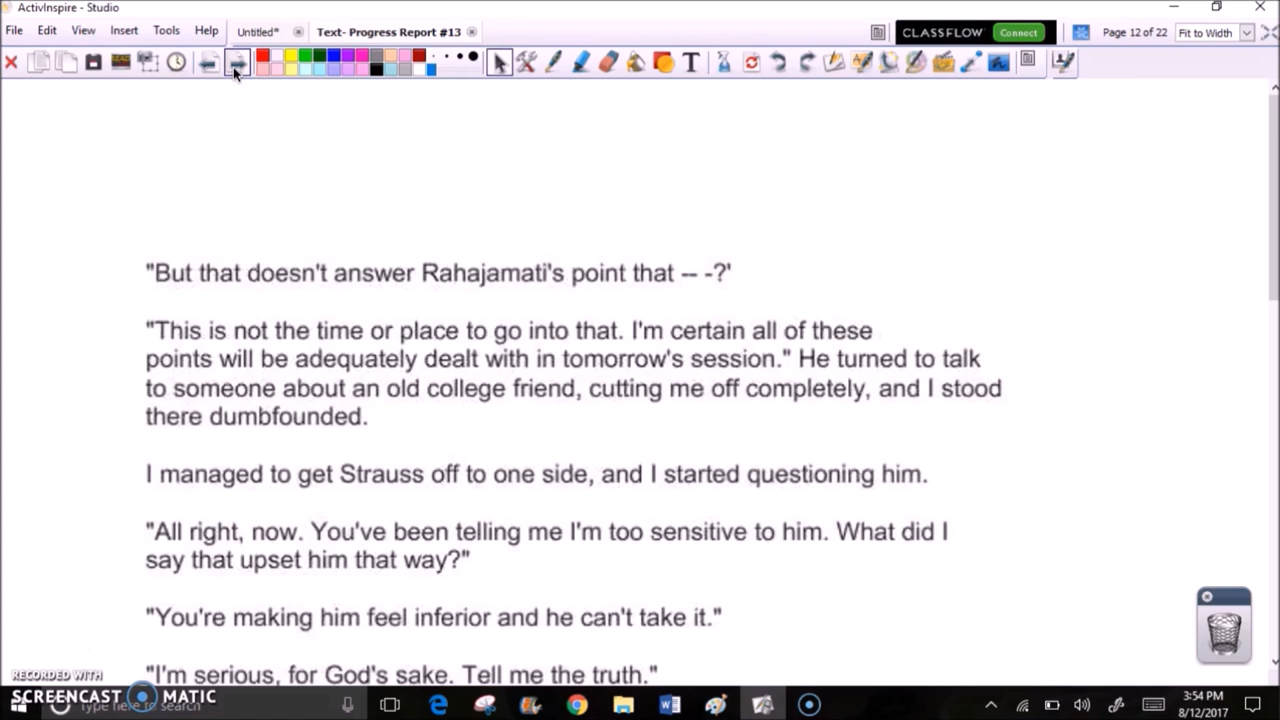 ActivInspire - Studio
File Edit View Insert Tools Help Untitled* Text- Progress Report #13 CLASSFLOW Connect Page 12 of 22 Fit to Width
"But that doesn't answer Rahajamati's point that -- -?'
"This is not the time or place to go into that. I'm certain all of these
points will be adequately dealt with in tomorrow's session." He turned to talk
to someone about an old college friend, cutting me off completely, and I stood
there dumbfounded.
I managed to get Strauss off to one side, and I started questioning him.
"All right, now. You've been telling me I'm too sensitive to him. What did I
say that upset him that way?"
"You're making him feel inferior and he can't take it."
"I'm serious, for God's sake. Tell me the truth."
RECORDED WITH
SCREENCAST MATIC
Type here to search
3:54 PM
8/12/2017